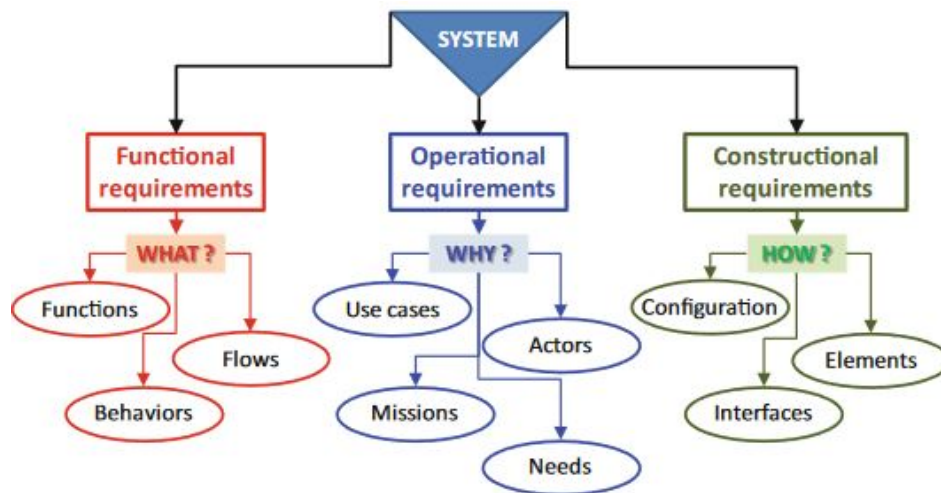 SYSTEM
Functional
requirements
Operational
requirements
Constructional
requirements
WHAT ?
WHY ?
HOW ?
Functions
Flows
Behaviors
Use cases
Actors
Missions
Needs
Configuration
Elements
Interfaces